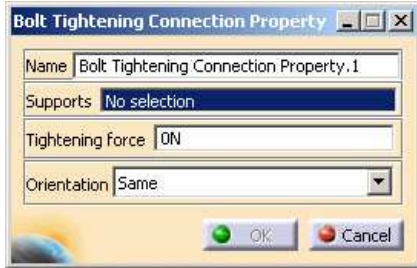 Bolt Tightening Connection Property
Name Bolt Tightening Connection Property.1
Supports No selection
Tightening force 0N
Orientation Same
OK Cancel